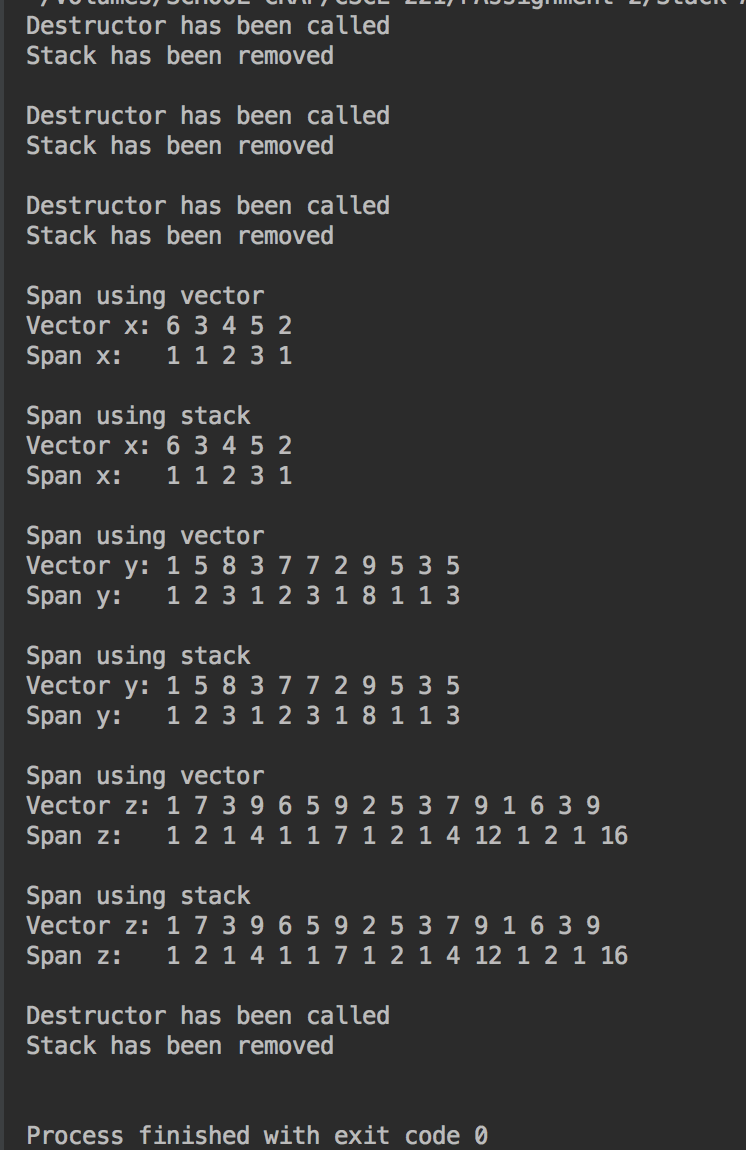 Destructor has been called
Stack has been removed
Destructor has been called
Stack has been removed
Destructor has been called
Stack has been removed
Span using vector
Vector x: 6 3 4 5 2
Span x:   1 1 2 3 1
Span using stack
Vector x: 6 3 4 5 2
Span x:   1 1 2 3 1
Span using vector
Vector y: 1 5 8 3 7 7 2 9 5 3 5
Span y:   1 2 3 1 2 3 1 8 1 1 3
Span using stack
Vector y: 1 5 8 3 7 7 2 9 5 3 5
Span y:   1 2 3 1 2 3 1 8 1 1 3
Span using vector
Vector z: 1 7 3 9 6 5 9 2 5 3 7 9 1 6 3 9
Span z:   1 2 1 4 1 1 7 1 2 1 4 12 1 2 1 16
Span using stack
Vector z: 1 7 3 9 6 5 9 2 5 3 7 9 1 6 3 9
Span z:   1 2 1 4 1 1 7 1 2 1 4 12 1 2 1 16
Destructor has been called
Stack has been removed
Process finished with exit code 0